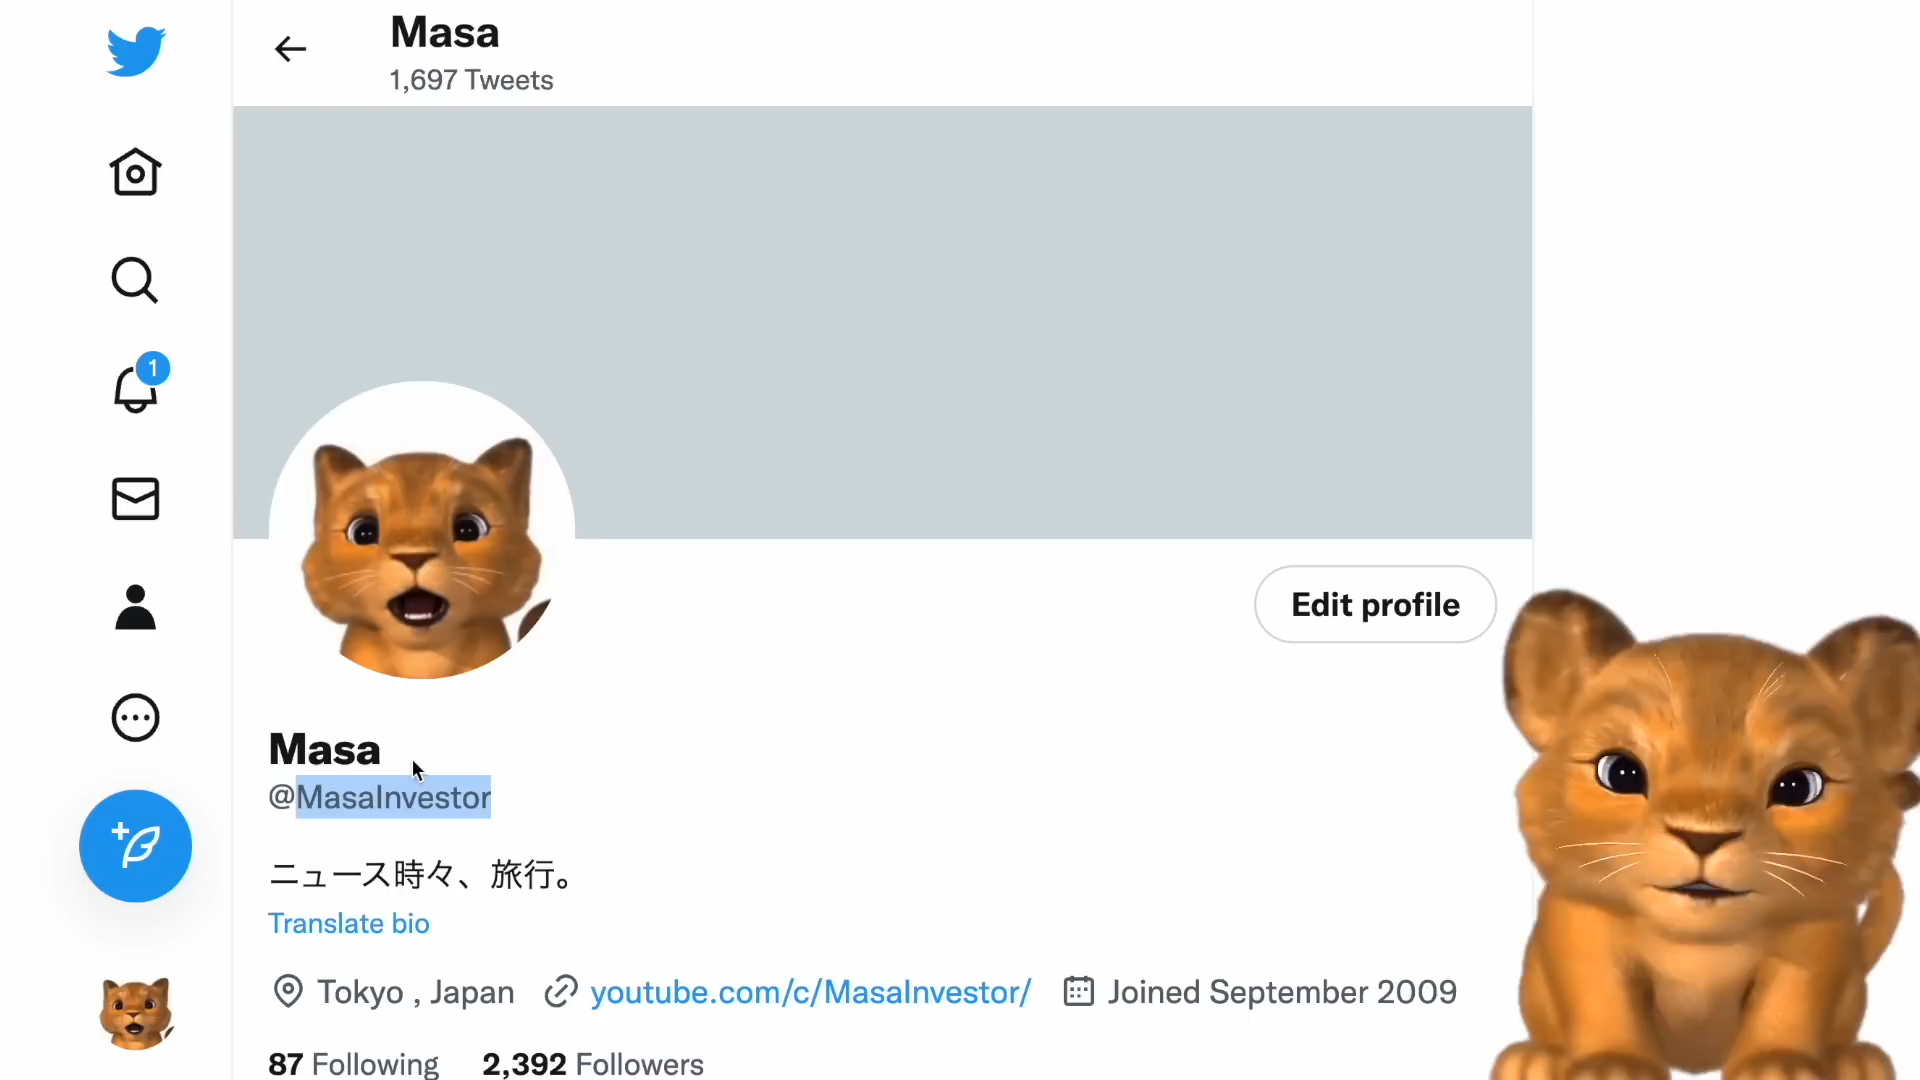 Masa
1,697 Tweets
1
Edit profile
Masa
@MasaInvestor
ニュース時々、旅行。
Translate bio
Tokyo , Japan youtube.com/c/MasaInvestor/ Joined September 2009
87 Following 2,392 Followers